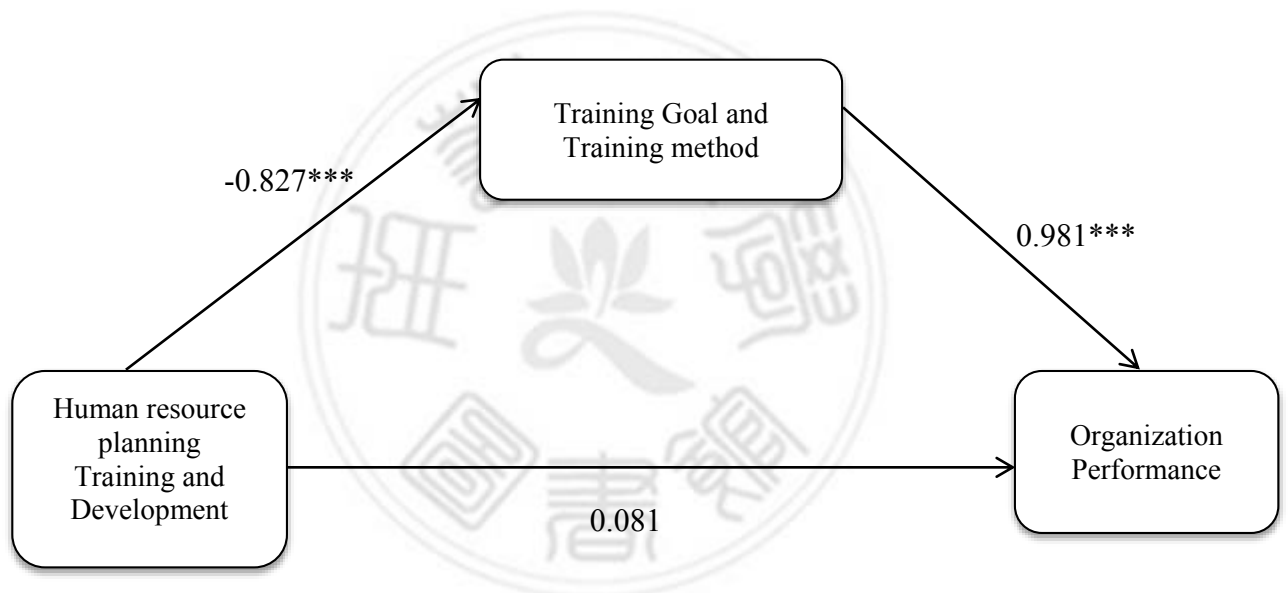 Training Goal and
Training method
-0.827***
0.981***
Human resource
planning
Training and
Development
Organization
Performance
0.081